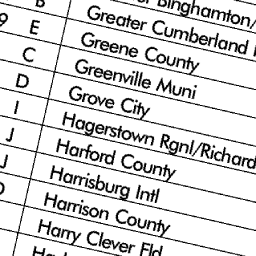 B Binghamton/
9 E Greater Cumberland
C Greene County
D Greenville Muni
I Grove City
J Hagerstown Rgnl/Richard
J Harford County
Harrisburg Intl
Harrison County
Harry Clever Fld